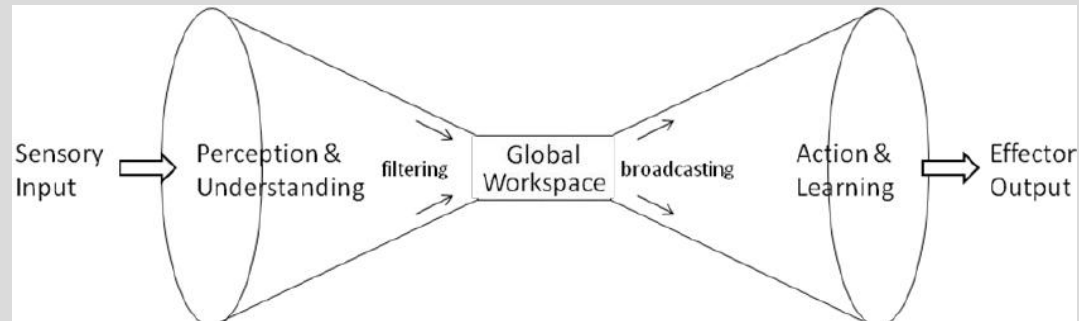 Sensory
Input
Perception &
Understanding
filtering
Global
Workspace
broadcasting
Action &
Learning
Effector
Output